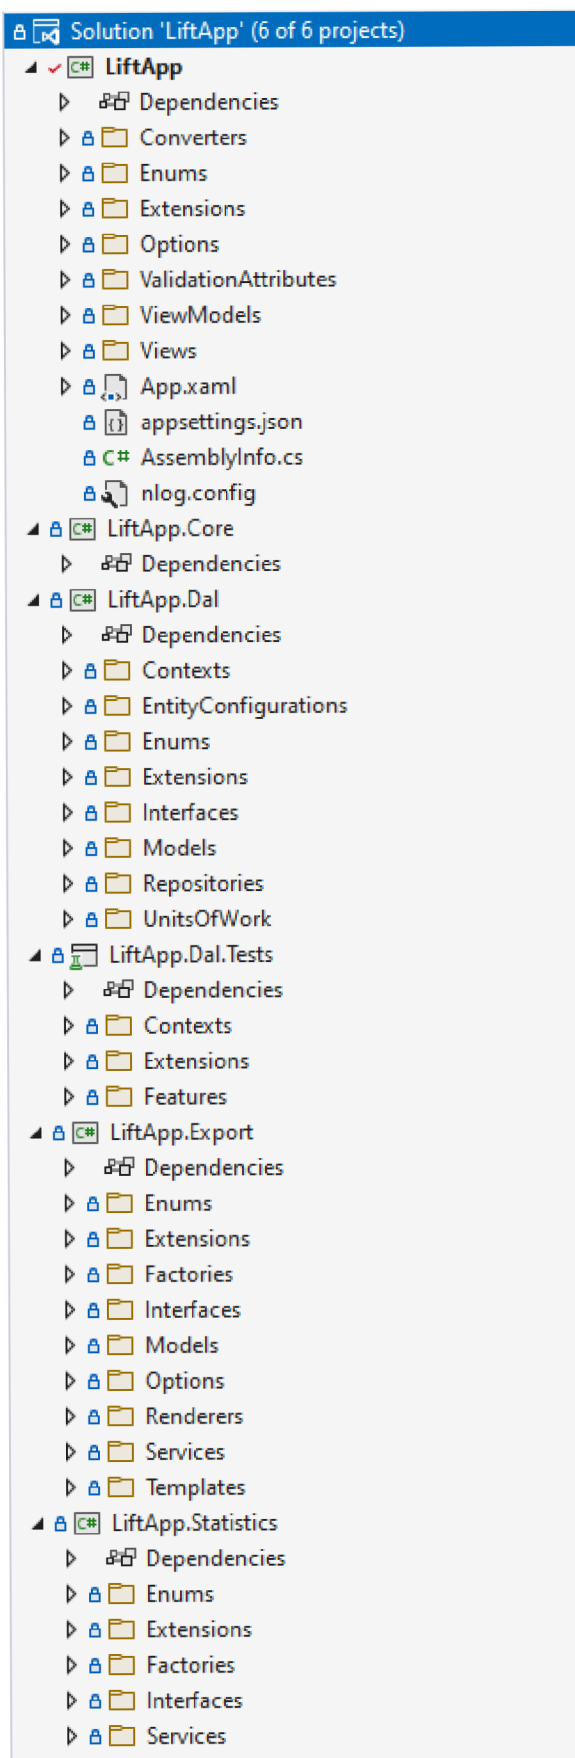 Solution 'LiftApp' (6 of 6 projects)
C# LiftApp
Dependencies
Converters
Enums
Extensions
Options
ValidationAttributes
ViewModels
Views
App.xaml
appsettings.json
C# AssemblyInfo.cs
nlog.config
C# LiftApp.Core
Dependencies
C# LiftApp.Dal
Dependencies
Contexts
EntityConfigurations
Enums
Extensions
Interfaces
Models
Repositories
UnitsOfWork
LiftApp.Dal.Tests
Dependencies
Contexts
Extensions
Features
C# LiftApp.Export
Dependencies
Enums
Extensions
Factories
Interfaces
Models
Options
Renderers
Services
Templates
C# LiftApp.Statistics
Dependencies
Enums
Extensions
Factories
Interfaces
Services